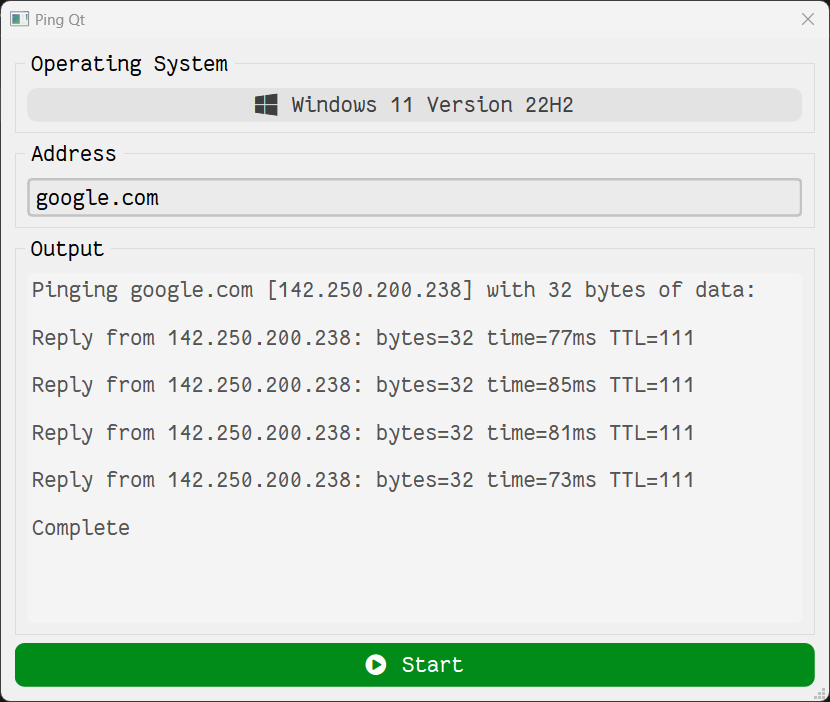 Ping Qt
Operating System
Windows 11 Version 22H2
Address
google.com
Output
Pinging google.com [142.250.200.238] with 32 bytes of data:
Reply from 142.250.200.238: bytes=32 time=77ms TTL=111
Reply from 142.250.200.238: bytes=32 time=85ms TTL=111
Reply from 142.250.200.238: bytes=32 time=81ms TTL=111
Reply from 142.250.200.238: bytes=32 time=73ms TTL=111
Complete
Start